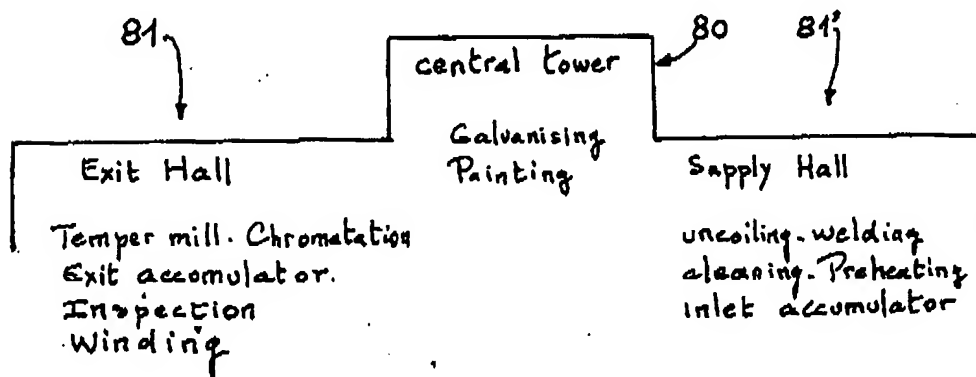 81
80
81'
central tower
Exit Hall
Temper mill. Chromatation
Exit accomulator.
Inspection
Winding
Galvanising
Painting
Supply Hall
uncoiling. welding
cleaning. Preheating
inlet accumulator